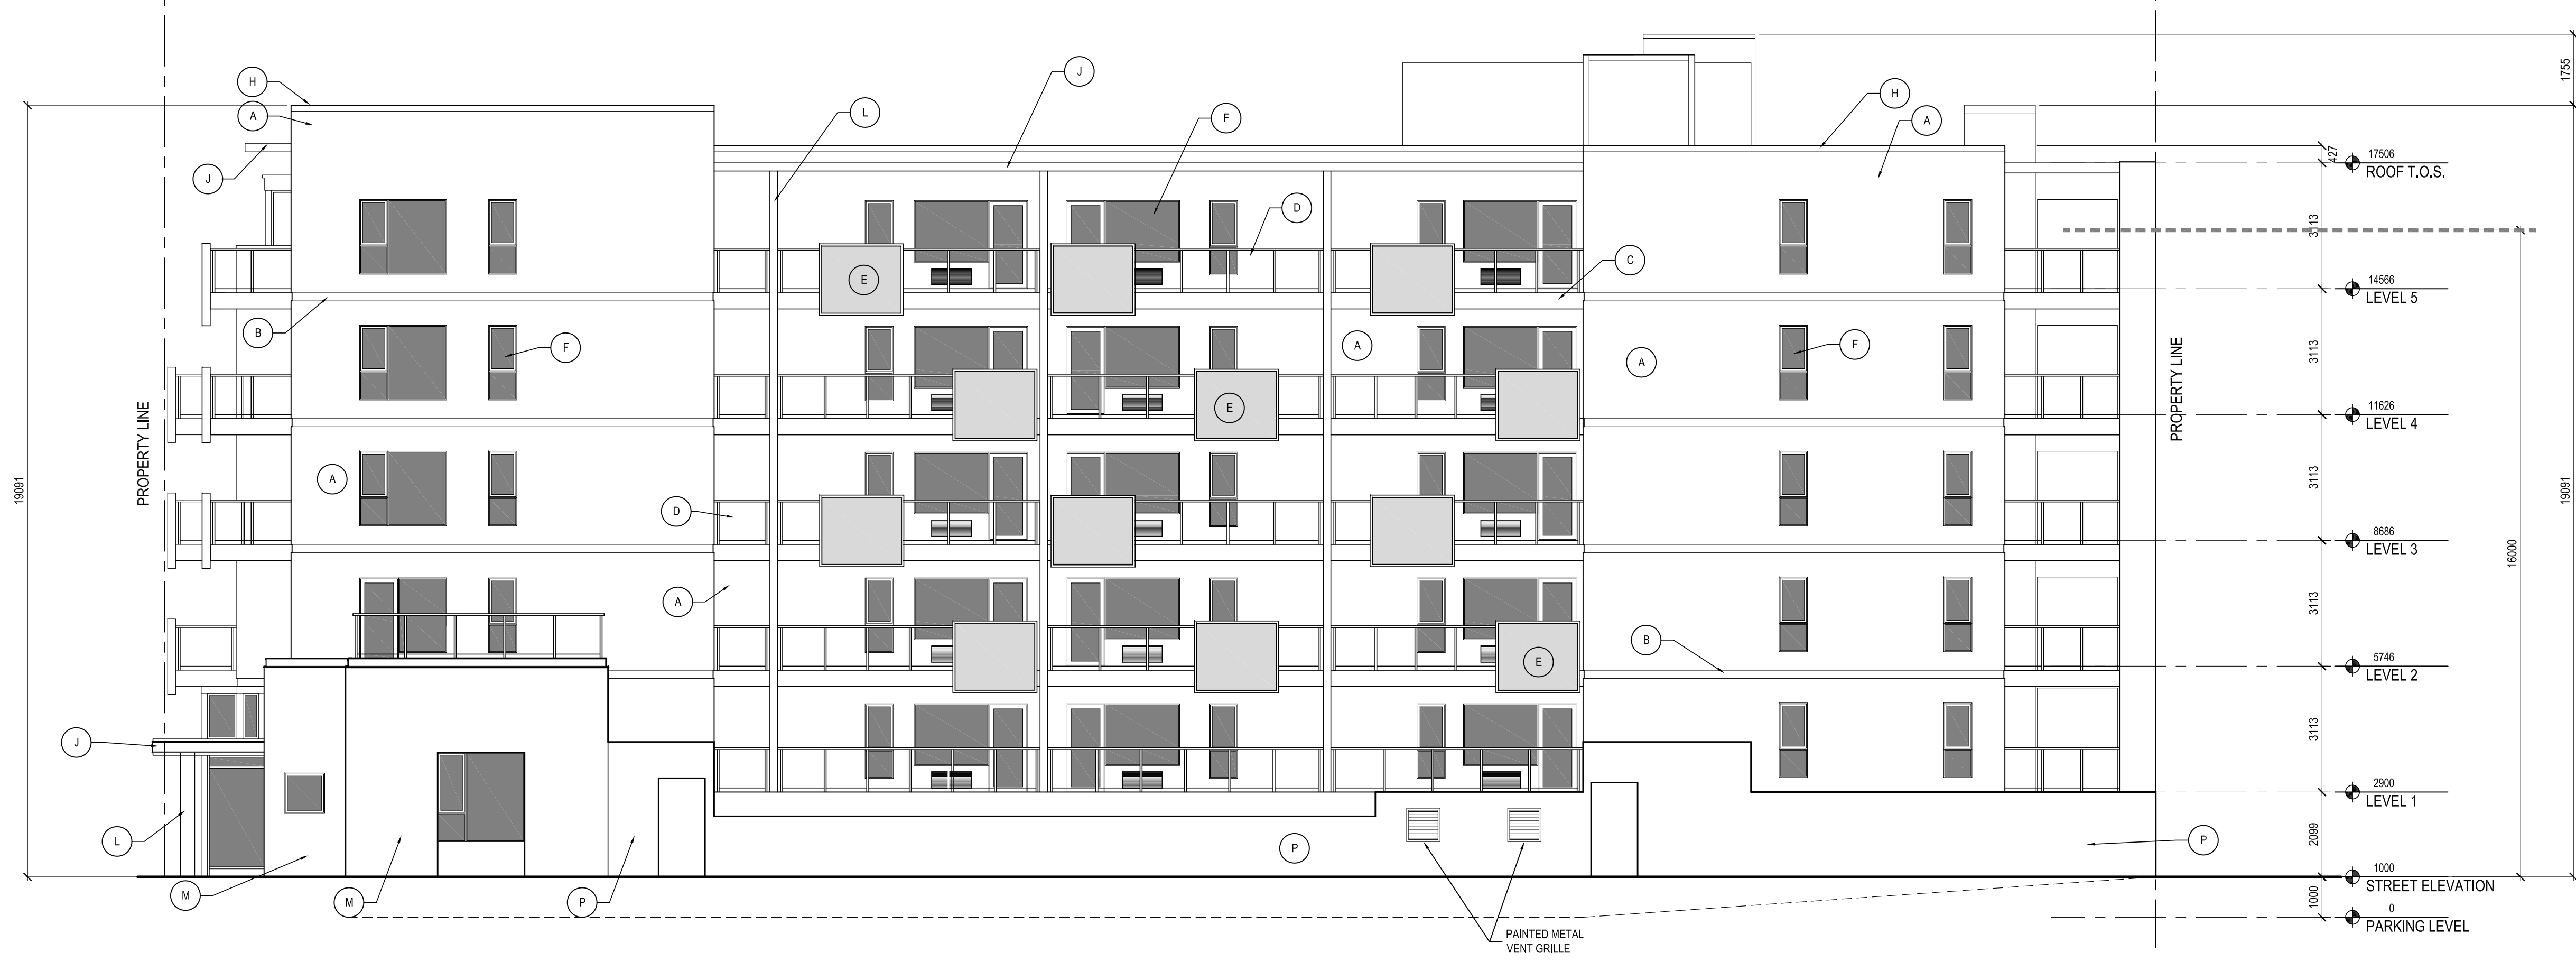 1755
J
H
H
A
L
F
A
J
427
17506
ROOF T.O.S.
D
3113
C
E
14566
LEVEL 5
B
F
A
F
A
3113
PROPERTY LINE
PROPERTY LINE
E
11626
LEVEL 4
19091
A
3113
19091
D
8686
LEVEL 3
16000
A
3113
B
E
5746
LEVEL 2
J
3113
2900
LEVEL 1
L
P
P
2099
M
M
P
1000
STREET ELEVATION
1000
0
PARKING LEVEL
PAINTED METAL
VENT GRILLE